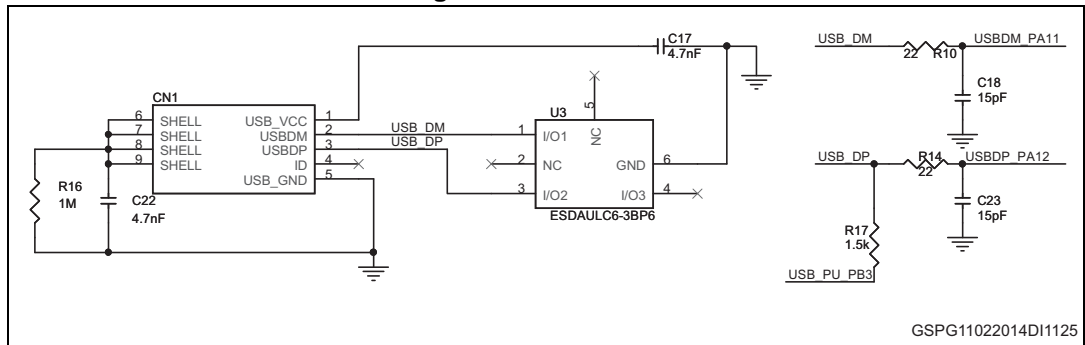 C17
4.7nF
USB_DM
22
R10
USBDM_PA11
C18
15pF
CN1
6 SHELL USB_VCC 1
7 SHELL USBDM 2 USB_DM
8 SHELL USBDP 3 USB_DP
9 SHELL ID 4
USB_GND 5
U3
5
NC
1 I/O1
2 NC GND 6
3 I/O2 I/O3 4
ESDAULC6-3BP6
R16
1M
C22
4.7nF
USB_DP
R14
22
USBDP_PA12
C23
15pF
R17
1.5k
USB_PU_PB3
GSPG11022014DI1125